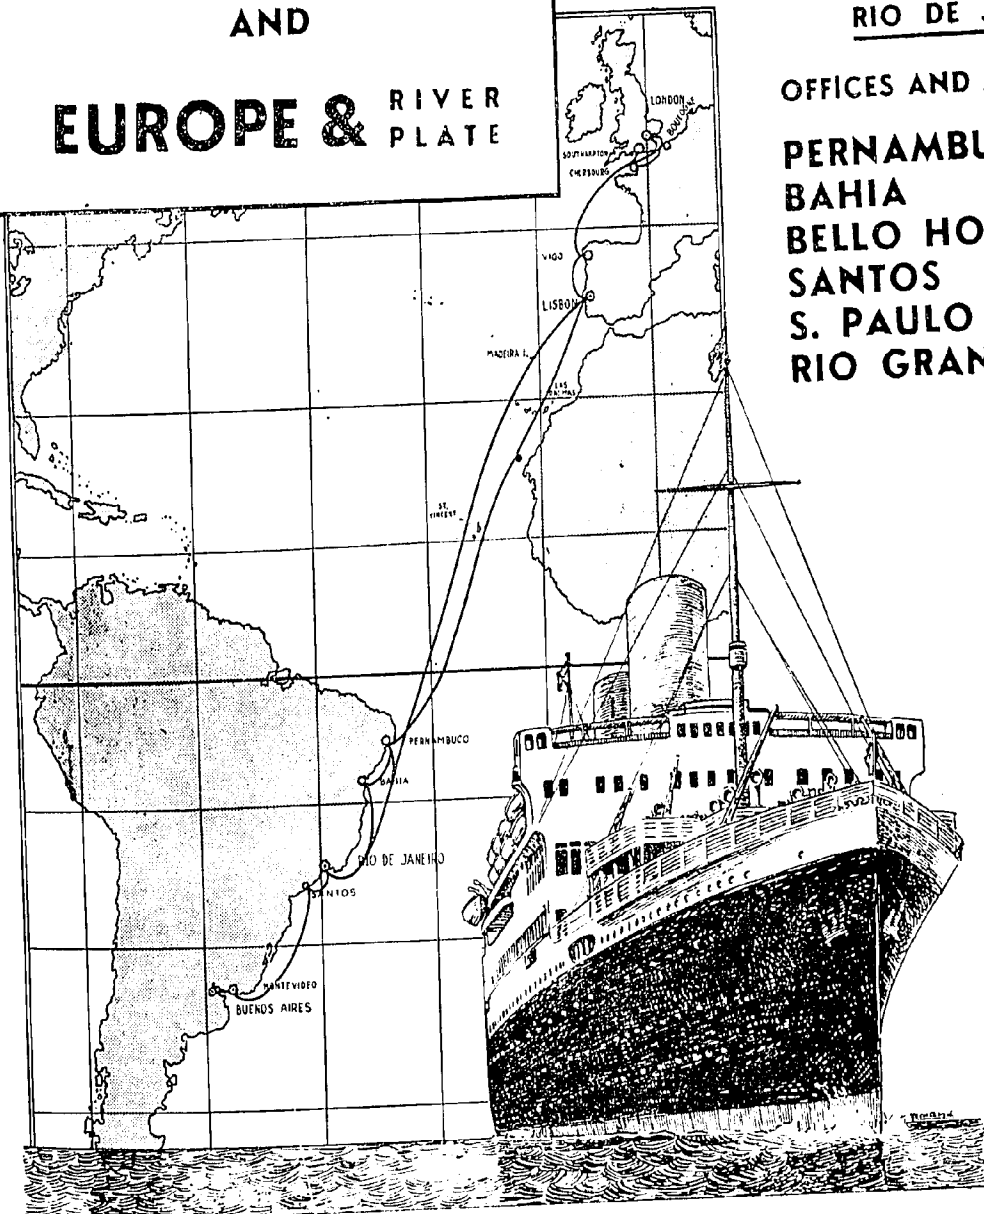 AND
EUROPE & RIVER
PLATE
RIO DE
OFFICES AND
PERNAMBU
BAHIA
BELLO HO
SANTOS
S. PAULO
RIO GRAN
LONDON
BOULOGNE
SOUTHAMPTON
CHERBOURG
VIGO
LISBON
MADEIRA I.
LAS
PALMAS
ST.
VINCENT
PERNAMBUCO
BAHIA
RIO DE JANEIRO
SANTOS
MONTEVIDEO
BUENOS AIRES